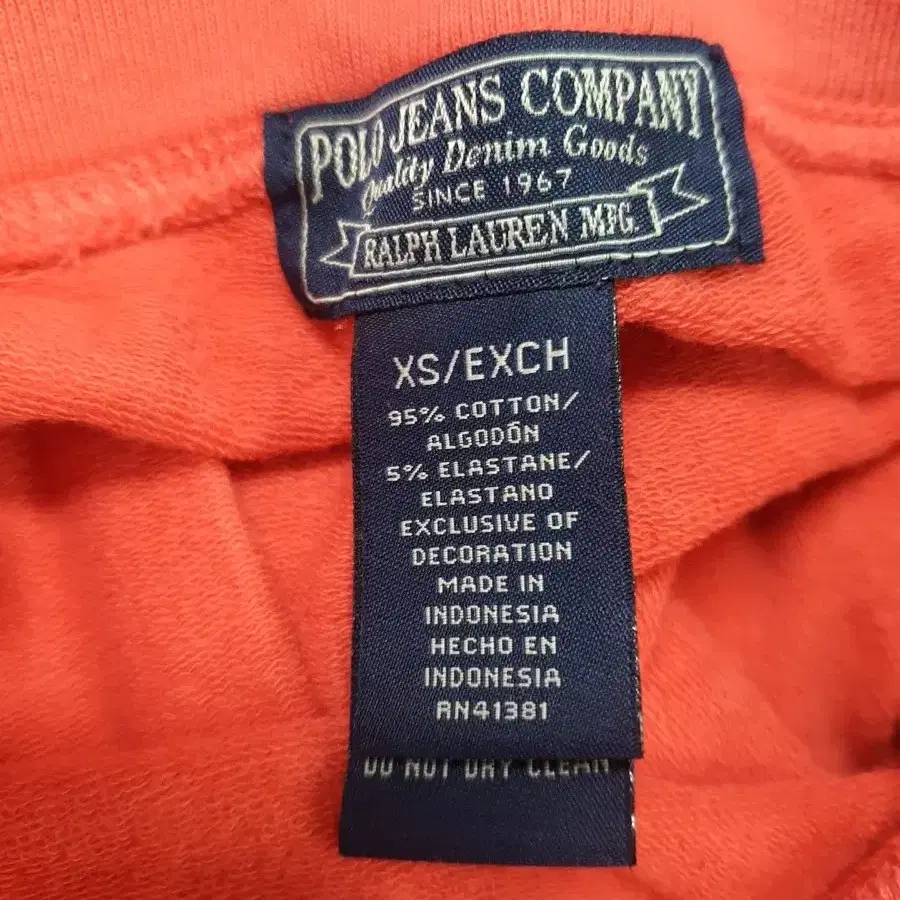 POLO JEANS COMPANY
Quality Denim Goods
SINCE 1967
RALPH LAUREN MFG.
XS/EXCH
95% COTTON/
ALGODÓN
5% ELASTANE/
ELASTANO
EXCLUSIVE OF
DECORATION
MADE IN
INDONESIA
HECHO EN
INDONESIA
RN41381
DO NOT DRY CLEAN